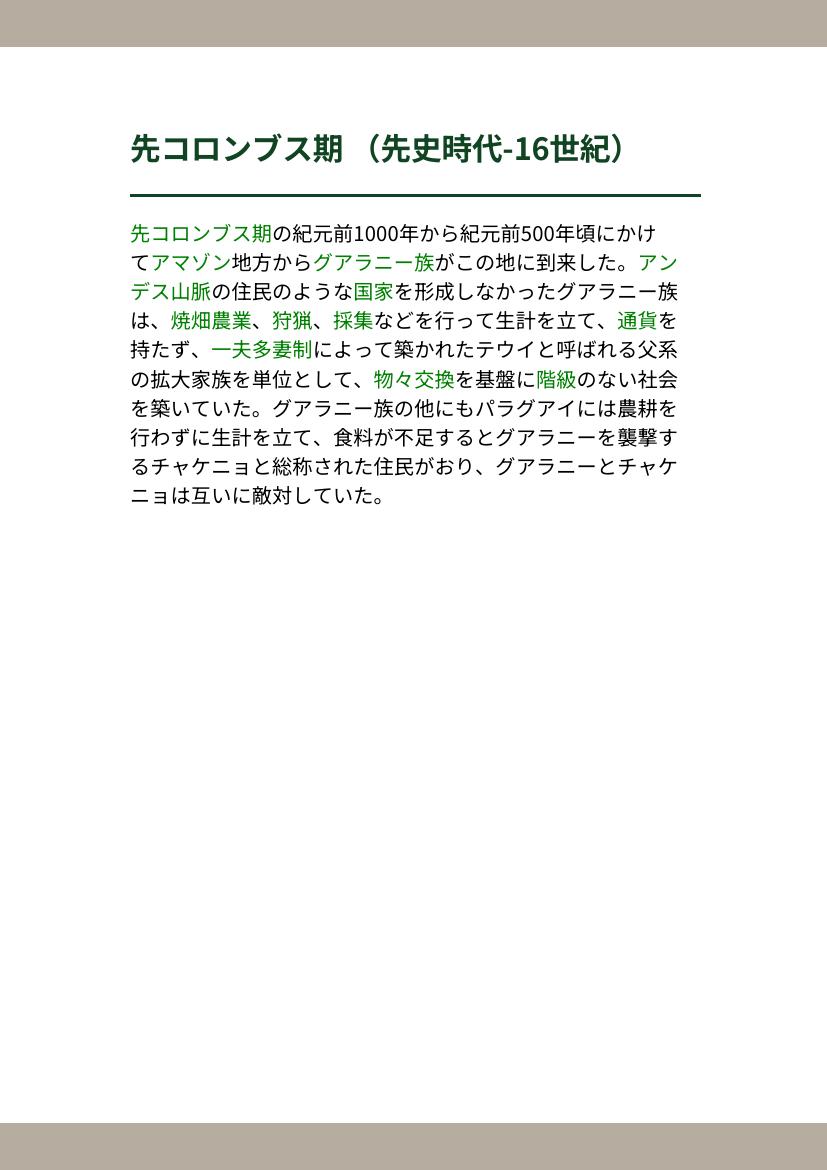 先コロンブス期 （先史時代-16世紀）
先コロンブス期の紀元前1000年から紀元前500年頃にかけ
てアマゾン地方からグアラニー族がこの地に到来した。アン
デス山脈の住民のような国家を形成しなかったグアラニー族
は、焼畑農業、狩猟、採集などを行って生計を立て、通貨を
持たず、一夫多妻制によって築かれたテウイと呼ばれる父系
の拡大家族を単位として、物々交換を基盤に階級のない社会
を築いていた。グアラニー族の他にもパラグアイには農耕を
行わずに生計を立て、食料が不足するとグアラニーを襲撃す
るチャケニョと総称された住民がおり、グアラニーとチャケ
ニョは互いに敵対していた。